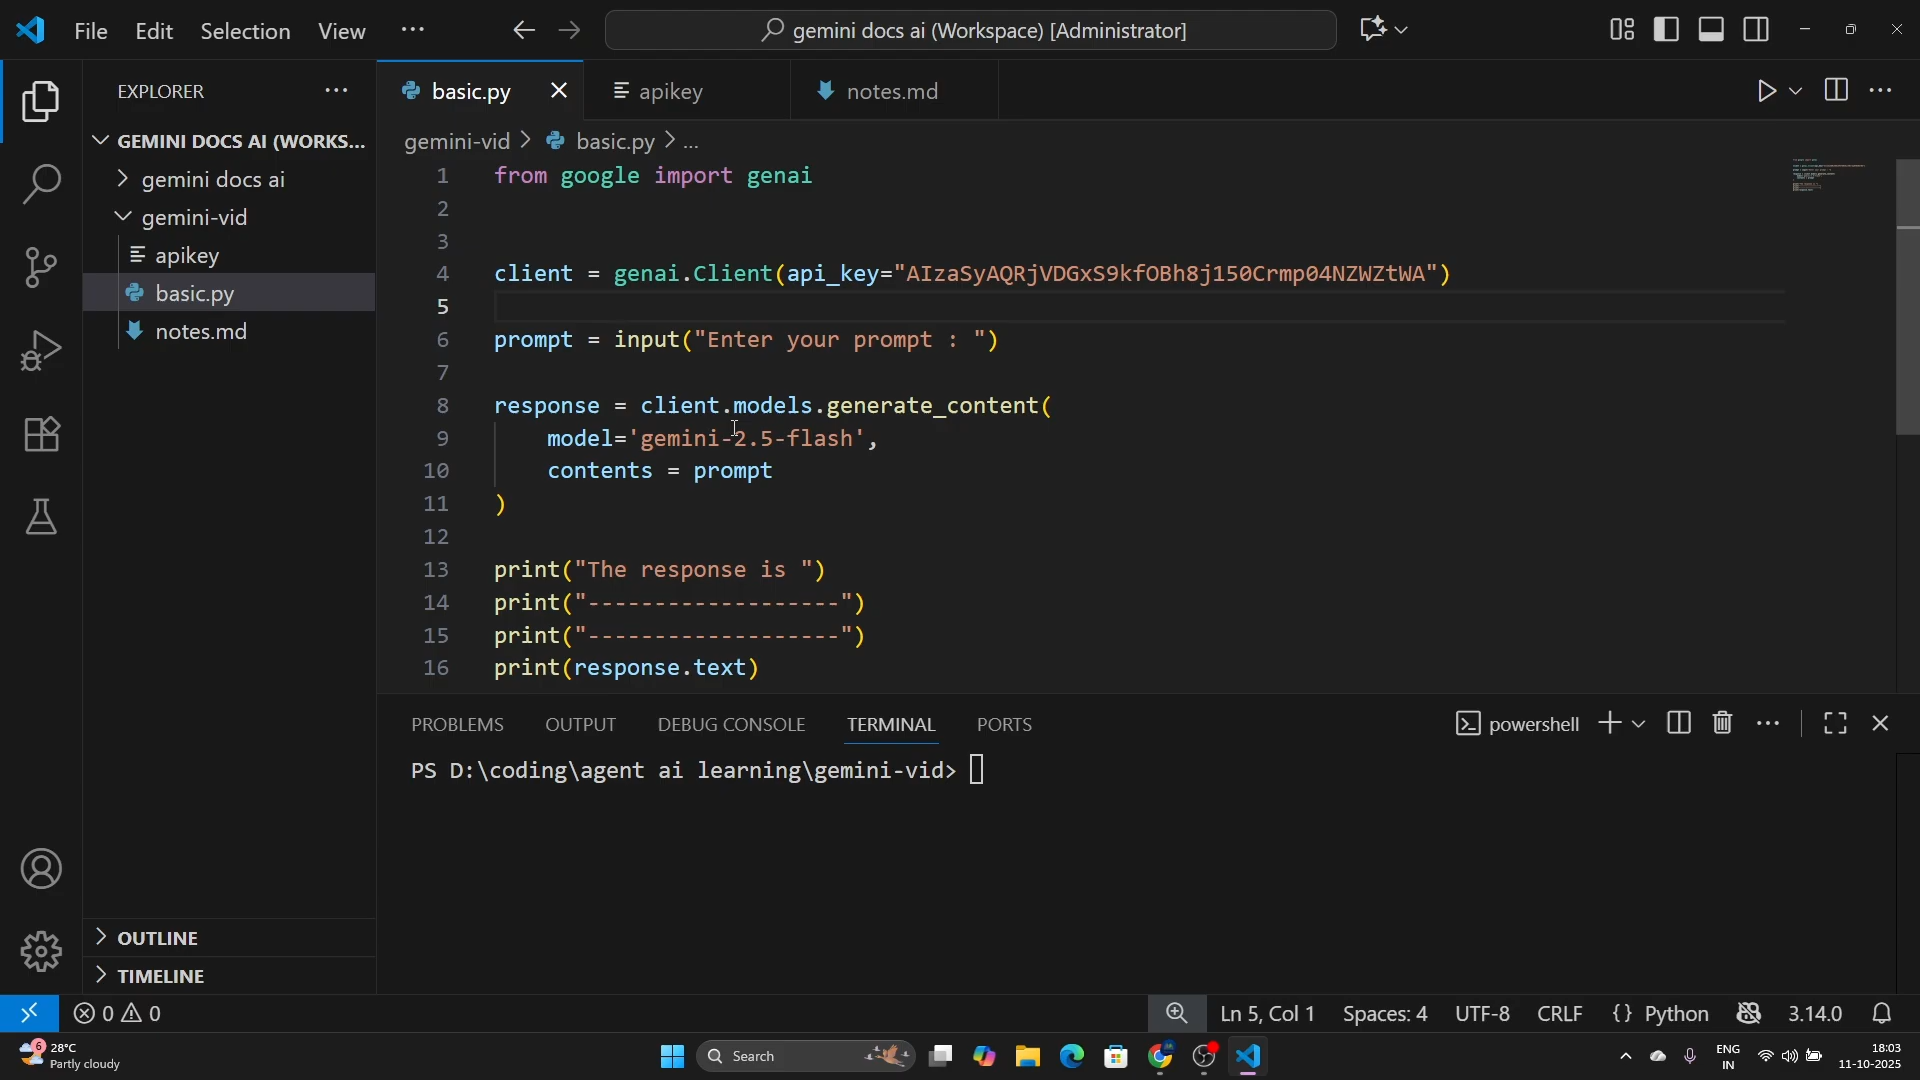 File Edit Selection View ···
gemini docs ai (Workspace) [Administrator]
EXPLORER ···
GEMINI DOCS AI (WORKS...
gemini docs ai
gemini-vid
apikey
basic.py
notes.md
OUTLINE
TIMELINE
basic.py
apikey
notes.md
gemini-vid > basic.py > ...
1 from google import genai
2
3
4 client = genai.Client(api_key="AIzaSyAQRjVDGxS9kfOBh8j150Crmp04NZWZtWA")
5
6 prompt = input("Enter your prompt : ")
7
8 response = client.models.generate_content(
9 model='gemini-2.5-flash',
10 contents = prompt
11 )
12
13 print("The response is ")
14 print("-------------------")
15 print("-------------------")
16 print(response.text)
PROBLEMS OUTPUT DEBUG CONSOLE TERMINAL PORTS
powershell
PS D:\coding\agent ai learning\gemini-vid>
0 0
Ln 5, Col 1 Spaces: 4 UTF-8 CRLF {} Python 3.14.0
6
28°C
Partly cloudy
Search
ENG
IN
18:03
11-10-2025